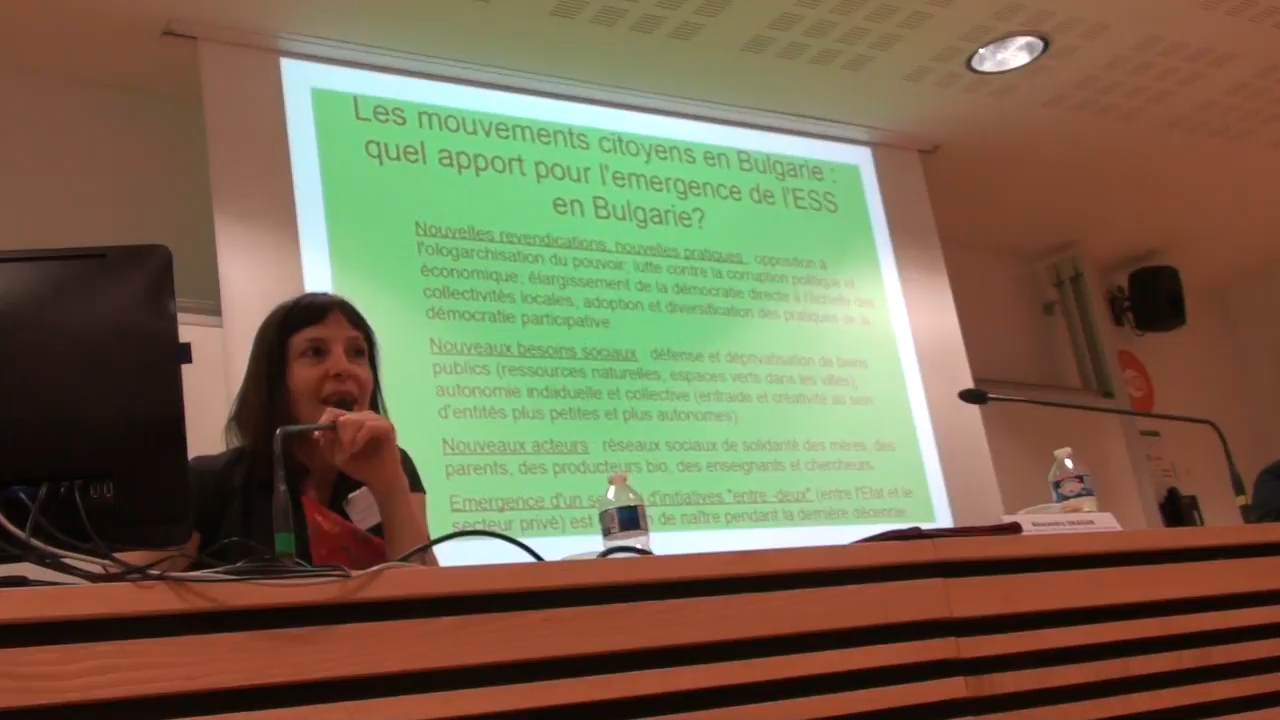 Les mouvements citoyens en Bulgarie :
quel apport pour l'emergence de l'ESS
en Bulgarie?
Nouvelles revendications, nouvelles pratiques : opposition à
l'ologarchisation du pouvoir; lutte contre la corruption politique et
économique; élargissement de la démocratie directe à l'échelle des
collectivités locales, adoption et diversification des pratiques de la
démocratie participative.
Nouveaux besoins sociaux : défense et déprivatisation de biens
publics (ressources naturelles, espaces verts dans les villes),
autonomie indiiduelle et collective (entraide et créativité au sein
d'entités plus petites et plus autonomes).
Nouveaux acteurs : réseaux sociaux de solidarité des mères, des
parents, des producteurs bio, des enseignants et chercheurs.
Emergence d'un d'initiatives "entre -deux" (entre l'Etat et le
secteur privè) est de naître pendant la dernière décennie